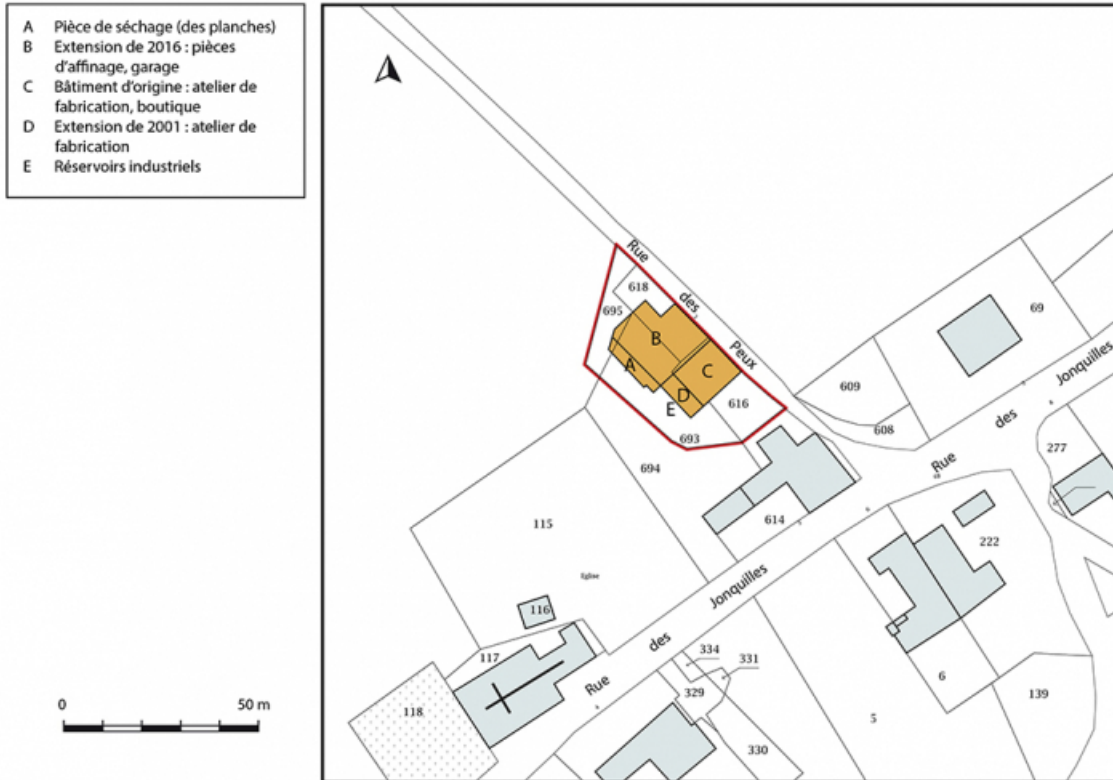 A Pièce de séchage (des planches)
B Extension de 2016 : pièces
d'affinage, garage
C Bâtiment d'origine : atelier de
fabrication, boutique
D Extension de 2001 : atelier de
fabrication
E Réservoirs industriels
0 50 m
Rue des Peux
618
695
B
A
C
D
E
616
693
694
69
609
608
Rue des Jonquilles
277
115
Eglise
614
222
116
117
118
Rue des Jonquilles
334
331
329
330
5
6
139